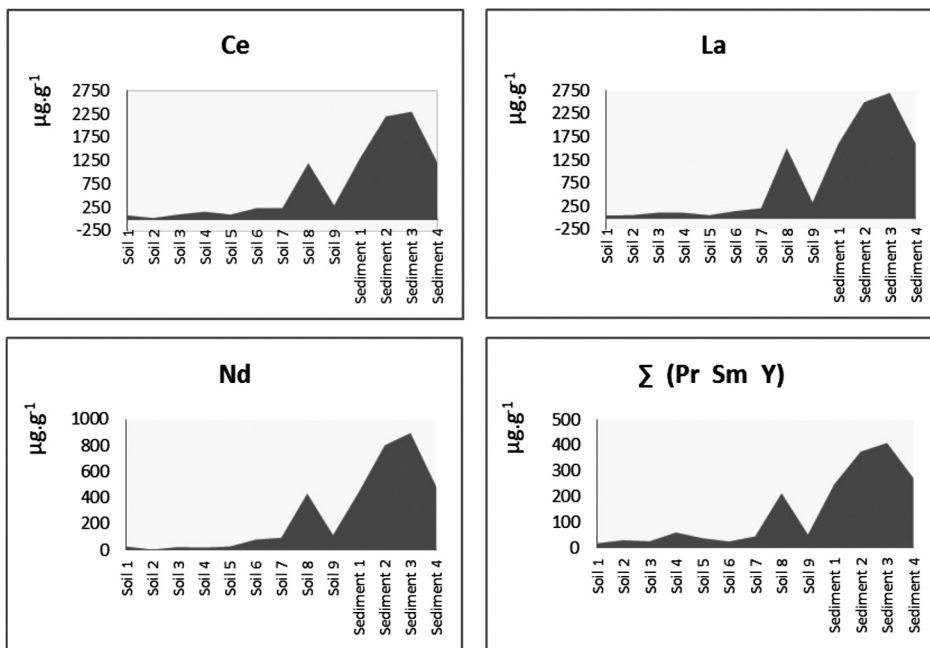 Ce
µg.g-1
2750
2250
1750
1250
750
250
-250
Soil 1
Soil 2
Soil 3
Soil 4
Soil 5
Soil 6
Soil 7
Soil 8
Soil 9
Sediment 1
Sediment 2
Sediment 3
Sediment 4
La
µg.g-1
2750
2250
1750
1250
750
250
-250
Soil 1
Soil 2
Soil 3
Soil 4
Soil 5
Soil 6
Soil 7
Soil 8
Soil 9
Sediment 1
Sediment 2
Sediment 3
Sediment 4
Nd
µg.g-1
1000
800
600
400
200
0
Soil 1
Soil 2
Soil 3
Soil 4
Soil 5
Soil 6
Soil 7
Soil 8
Soil 9
Sediment 1
Sediment 2
Sediment 3
Sediment 4
∑ (Pr Sm Y)
µg.g-1
500
400
300
200
100
0
Soil 1
Soil 2
Soil 3
Soil 4
Soil 5
Soil 6
Soil 7
Soil 8
Soil 9
Sediment 1
Sediment 2
Sediment 3
Sediment 4